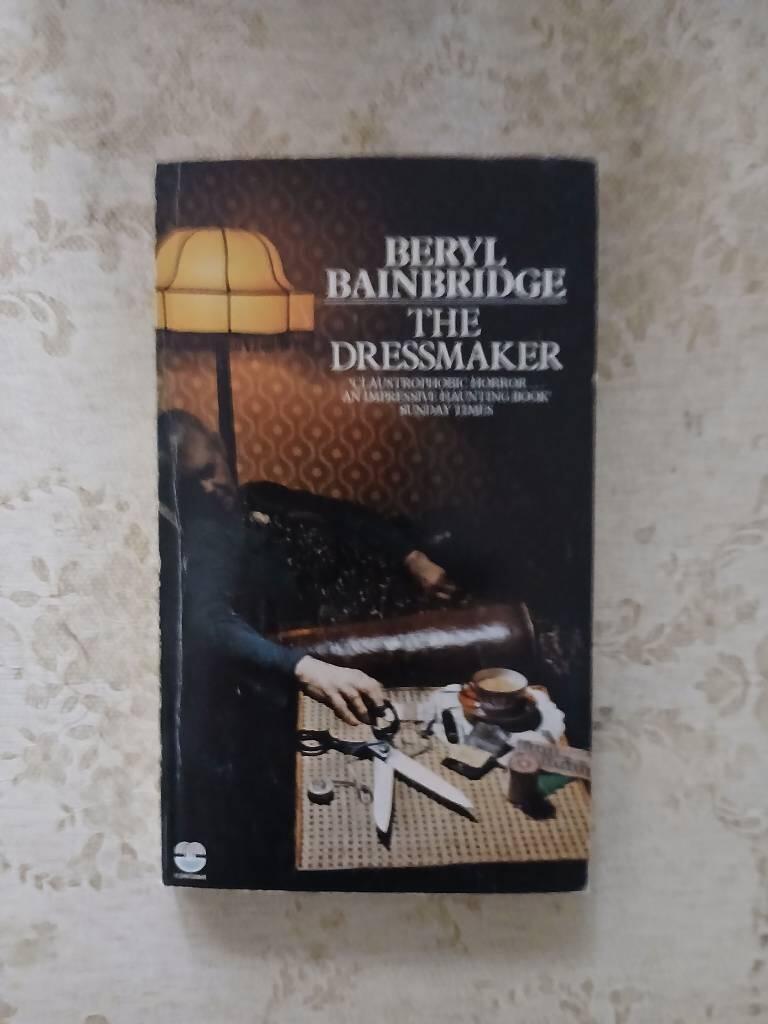 BERYL
BAINBRIDGE
THE
DRESSMAKER
'CLAUSTROPHOBIC HORROR...
AN IMPRESSIVE HAUNTING BOOK'
SUNDAY TIMES